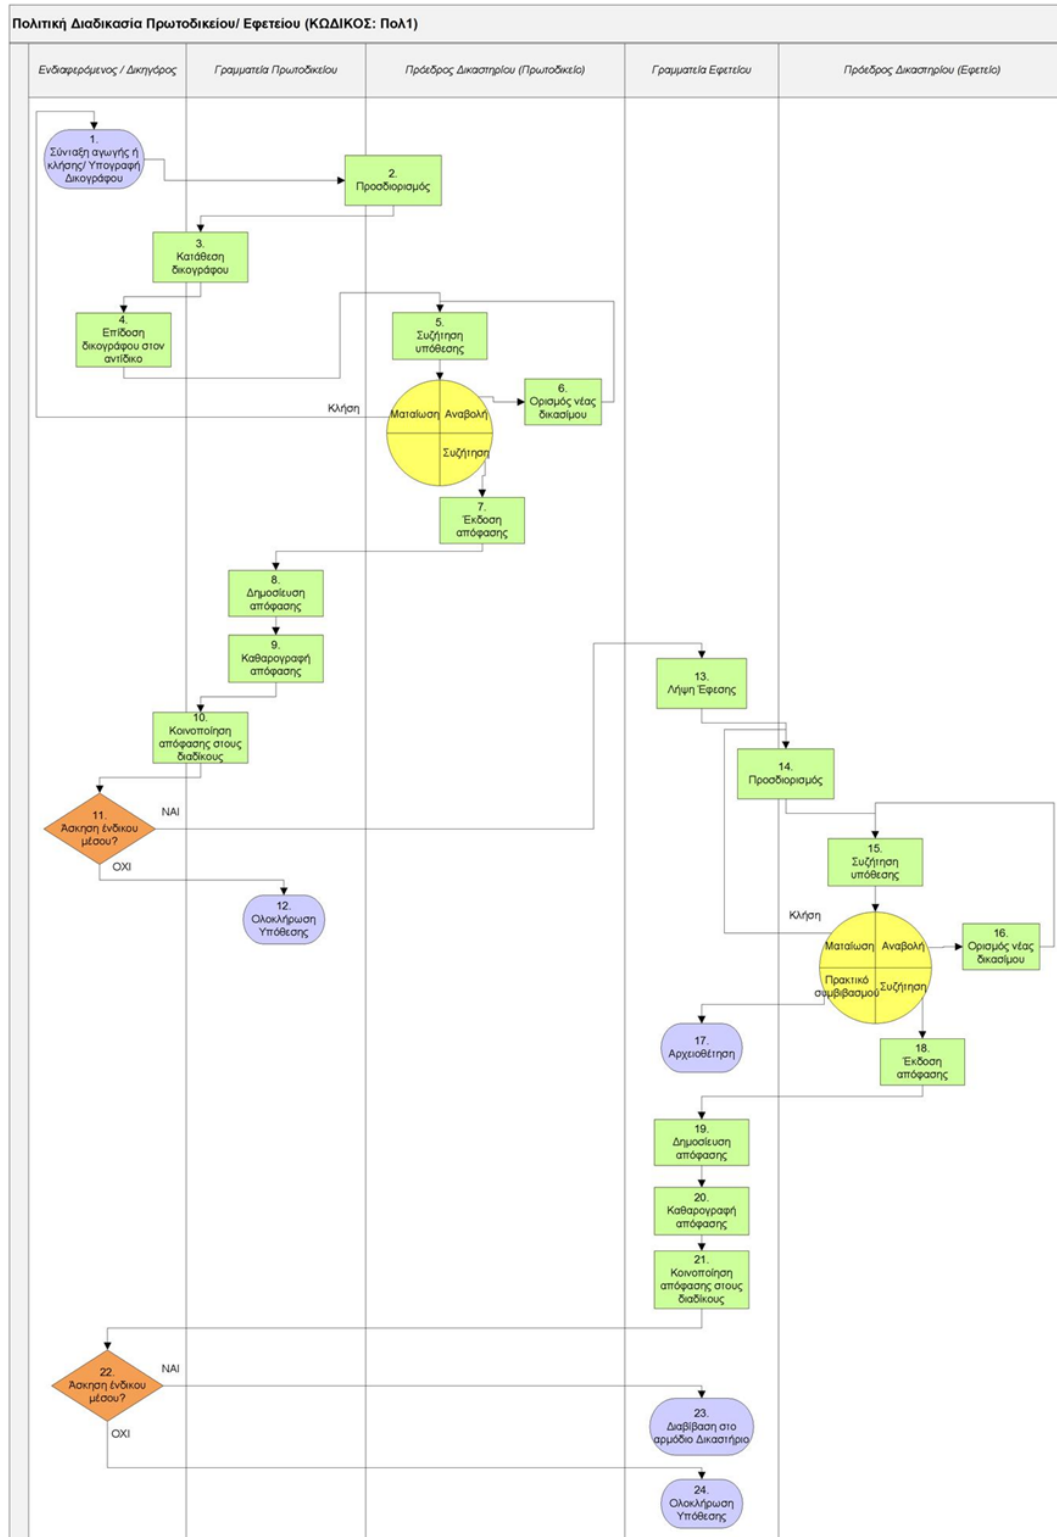 Πολιτική Διαδικασία Πρωτοδικείου/ Εφετείου (ΚΩΔΙΚΟΣ: Πολ1)
Ενδιαφερόμενος / Δικηγόρος
Γραμματεία Πρωτοδικείου
Πρόεδρος Δικαστηρίου (Πρωτοδικείο)
Γραμματεία Εφετείου
Πρόεδρος Δικαστηρίου (Εφετείο)
1.
Σύνταξη αγωγής ή
κλήσης/ Υπογραφή
Δικογράφου
2.
Προσδιορισμός
3.
Κατάθεση
δικογράφου
4.
Επίδοση
δικογράφου στον
αντίδικο
5.
Συζήτηση
υπόθεσης
6.
Ορισμός νέας
δικασίμου
Κλήση
Ματαίωση
Αναβολή
Συζήτηση
7.
Έκδοση
απόφασης
8.
Δημοσίευση
απόφασης
9.
Καθαρογραφή
απόφασης
10.
Κοινοποίηση
απόφασης στους
διαδίκους
11.
Άσκηση ένδικου
μέσου?
ΝΑΙ
ΟΧΙ
12.
Ολοκλήρωση
Υπόθεσης
13.
Λήψη Έφεσης
14.
Προσδιορισμός
15.
Συζήτηση
υπόθεσης
Κλήση
Ματαίωση
Αναβολή
Πρακτικό
συμβιβασμού
Συζήτηση
16.
Ορισμός νέας
δικασίμου
17.
Αρχειοθέτηση
18.
Έκδοση
απόφασης
19.
Δημοσίευση
απόφασης
20.
Καθαρογραφή
απόφασης
21.
Κοινοποίηση
απόφασης στους
διαδίκους
22.
Άσκηση ένδικου
μέσου?
ΝΑΙ
ΟΧΙ
23.
Διαβίβαση στο
αρμόδιο Δικαστήριο
24.
Ολοκλήρωση
Υπόθεσης